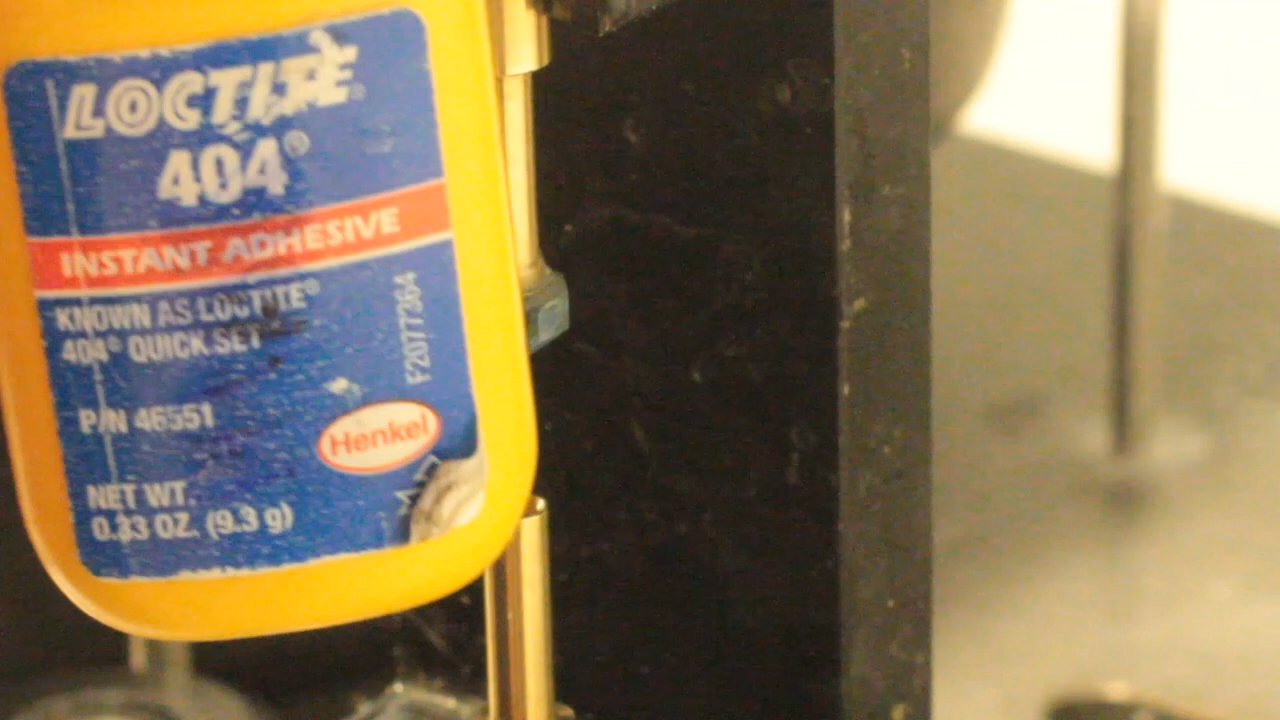 LOCTITE
404®
INSTANT ADHESIVE
KNOWN AS LOCTITE®
404® QUICK SET
F2077364
P/N 46551
Henkel
NET WT.
0.33 OZ. (9.3 g)